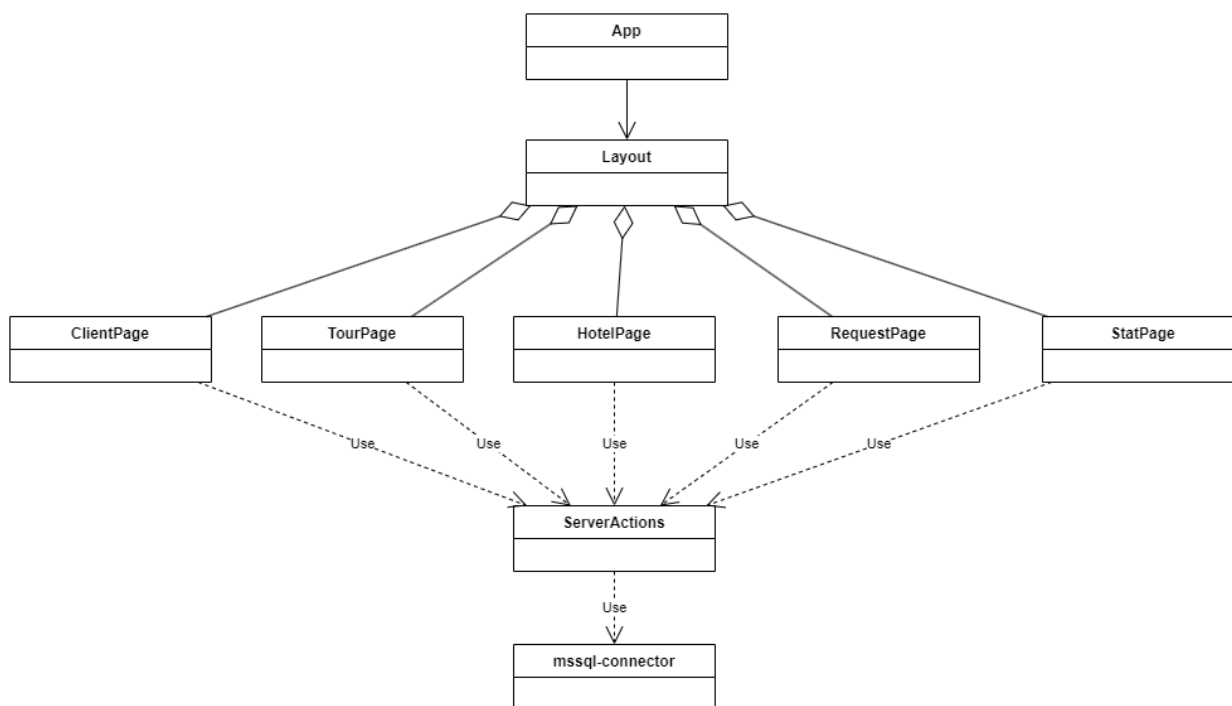 App
Layout
ClientPage
TourPage
HotelPage
RequestPage
StatPage
Use
Use
Use
Use
Use
ServerActions
Use
mssql-connector